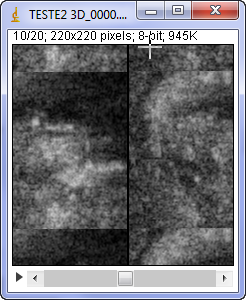 TESTE2 3D_0000....
10/20; 220x220 pixels; 8-bit; 945K